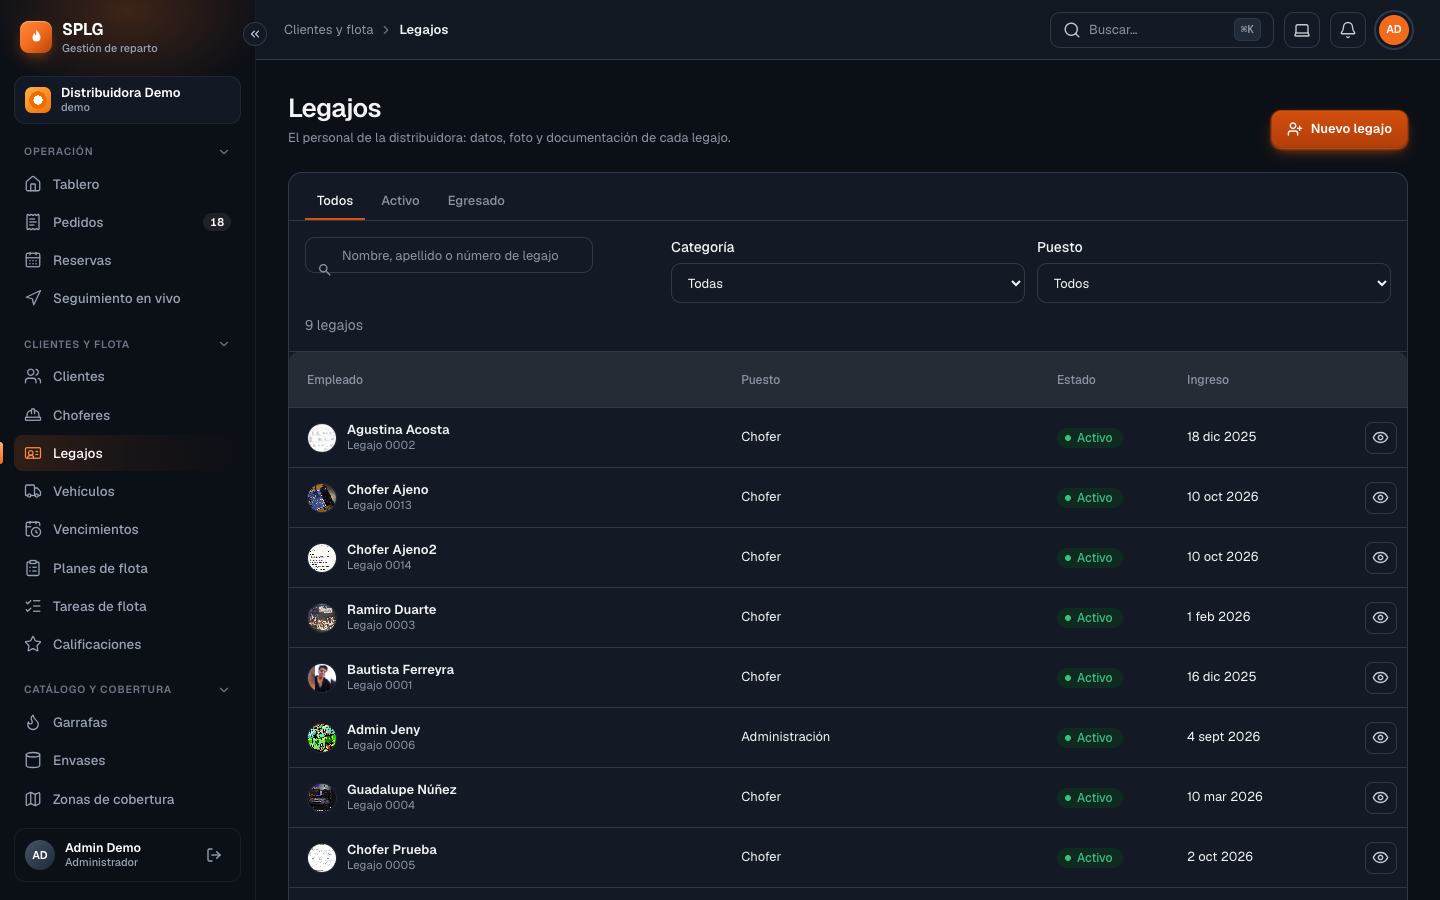 SPLG
Gestión de reparto
Distribuidora Demo
demo
OPERACIÓN
Tablero
Pedidos 18
Reservas
Seguimiento en vivo
CLIENTES Y FLOTA
Clientes
Choferes
Legajos
Vehículos
Vencimientos
Planes de flota
Tareas de flota
Calificaciones
CATÁLOGO Y COBERTURA
Garrafas
Envases
Zonas de cobertura
AD
Admin Demo
Administrador
Clientes y flota > Legajos
Buscar... ⌘K
AD
Legajos
El personal de la distribuidora: datos, foto y documentación de cada legajo.
Nuevo legajo
Todos Activo Egresado
Nombre, apellido o número de legajo
Categoría
Todas
Puesto
Todos
9 legajos
Empleado Puesto Estado Ingreso
Agustina Acosta
Legajo 0002
Chofer Activo 18 dic 2025
Chofer Ajeno
Legajo 0013
Chofer Activo 10 oct 2026
Chofer Ajeno2
Legajo 0014
Chofer Activo 10 oct 2026
Ramiro Duarte
Legajo 0003
Chofer Activo 1 feb 2026
Bautista Ferreyra
Legajo 0001
Chofer Activo 16 dic 2025
Admin Jeny
Legajo 0006
Administración Activo 4 sept 2026
Guadalupe Núñez
Legajo 0004
Chofer Activo 10 mar 2026
Chofer Prueba
Legajo 0005
Chofer Activo 2 oct 2026